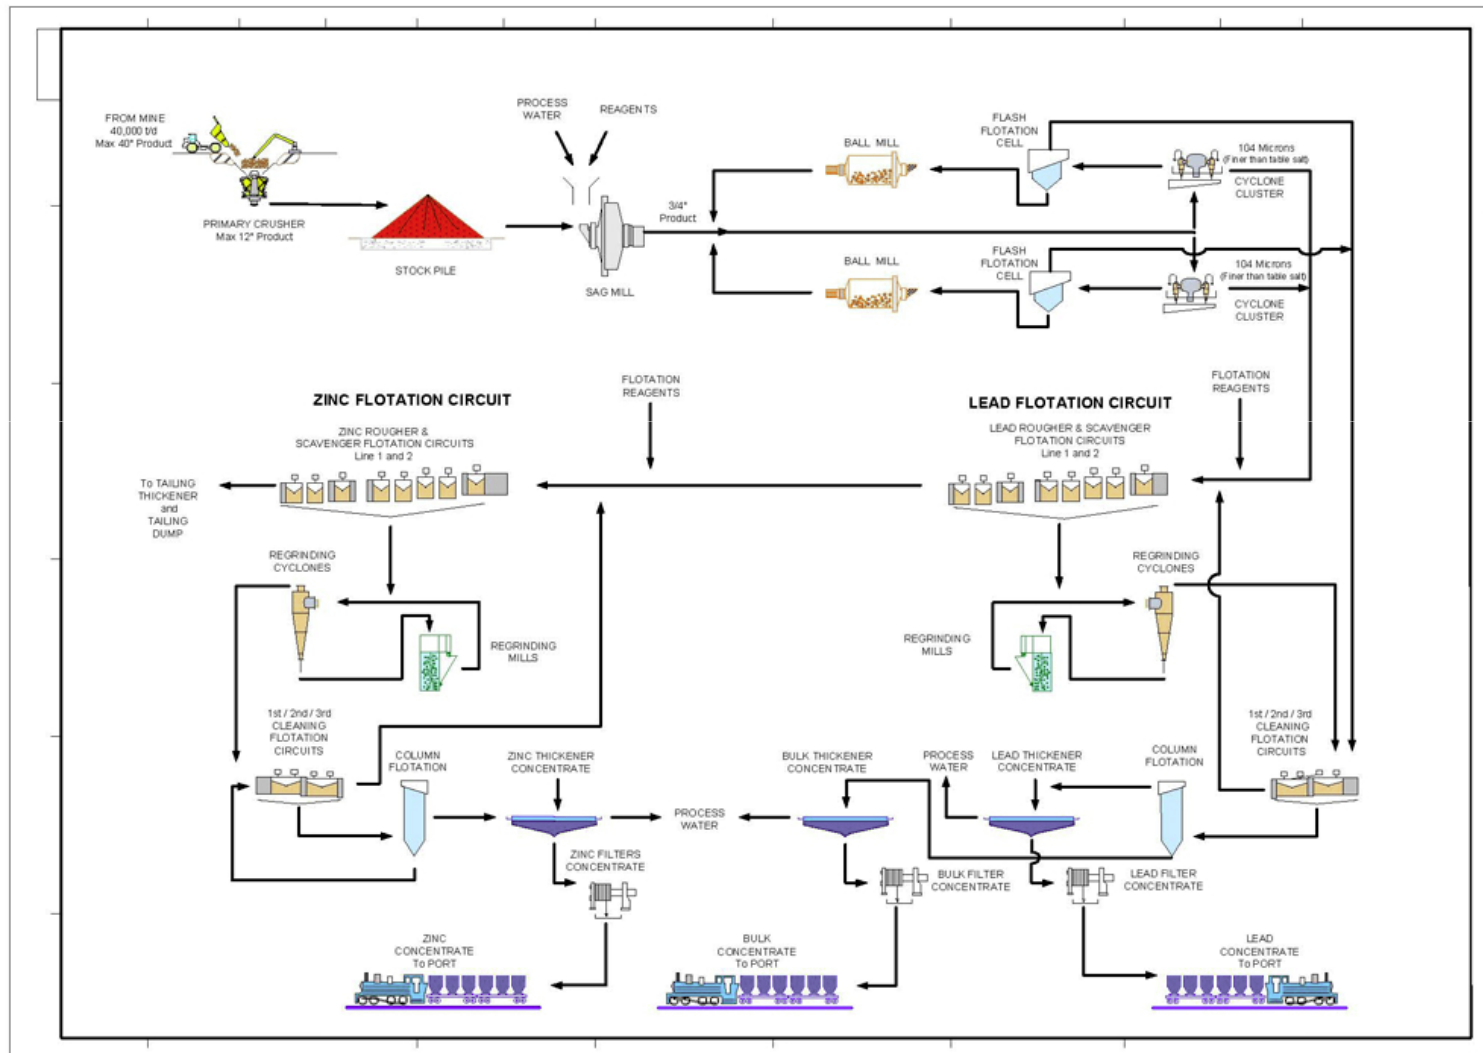 FROM MINE
40,000 t/d
Max 40" Product
PRIMARY CRUSHER
Max 12" Product
STOCK PILE
PROCESS
WATER
REAGENTS
SAG MILL
3/4"
Product
BALL MILL
FLASH
FLOTATION
CELL
104 Microns
(Finer than table salt)
CYCLONE
CLUSTER
BALL MILL
FLASH
FLOTATION
CELL
104 Microns
(Finer than table salt)
CYCLONE
CLUSTER
ZINC FLOTATION CIRCUIT
FLOTATION
REAGENTS
LEAD FLOTATION CIRCUIT
FLOTATION
REAGENTS
ZINC ROUGHER &
SCAVENGER FLOTATION CIRCUITS
Line 1 and 2
LEAD ROUGHER & SCAVENGER
FLOTATION CIRCUITS
Line 1 and 2
To TAILING
THICKENER
and
TAILING
DUMP
REGRINDING
CYCLONES
REGRINDING
MILLS
REGRINDING
CYCLONES
REGRINDING
MILLS
1st / 2nd / 3rd
CLEANING
FLOTATION
CIRCUITS
COLUMN
FLOTATION
ZINC THICKENER
CONCENTRATE
PROCESS
WATER
BULK THICKENER
CONCENTRATE
PROCESS
WATER
LEAD THICKENER
CONCENTRATE
COLUMN
FLOTATION
1st / 2nd / 3rd
CLEANING
FLOTATION
CIRCUITS
ZINC FILTERS
CONCENTRATE
BULK FILTER
CONCENTRATE
LEAD FILTER
CONCENTRATE
ZINC
CONCENTRATE
To PORT
BULK
CONCENTRATE
To PORT
LEAD
CONCENTRATE
To PORT